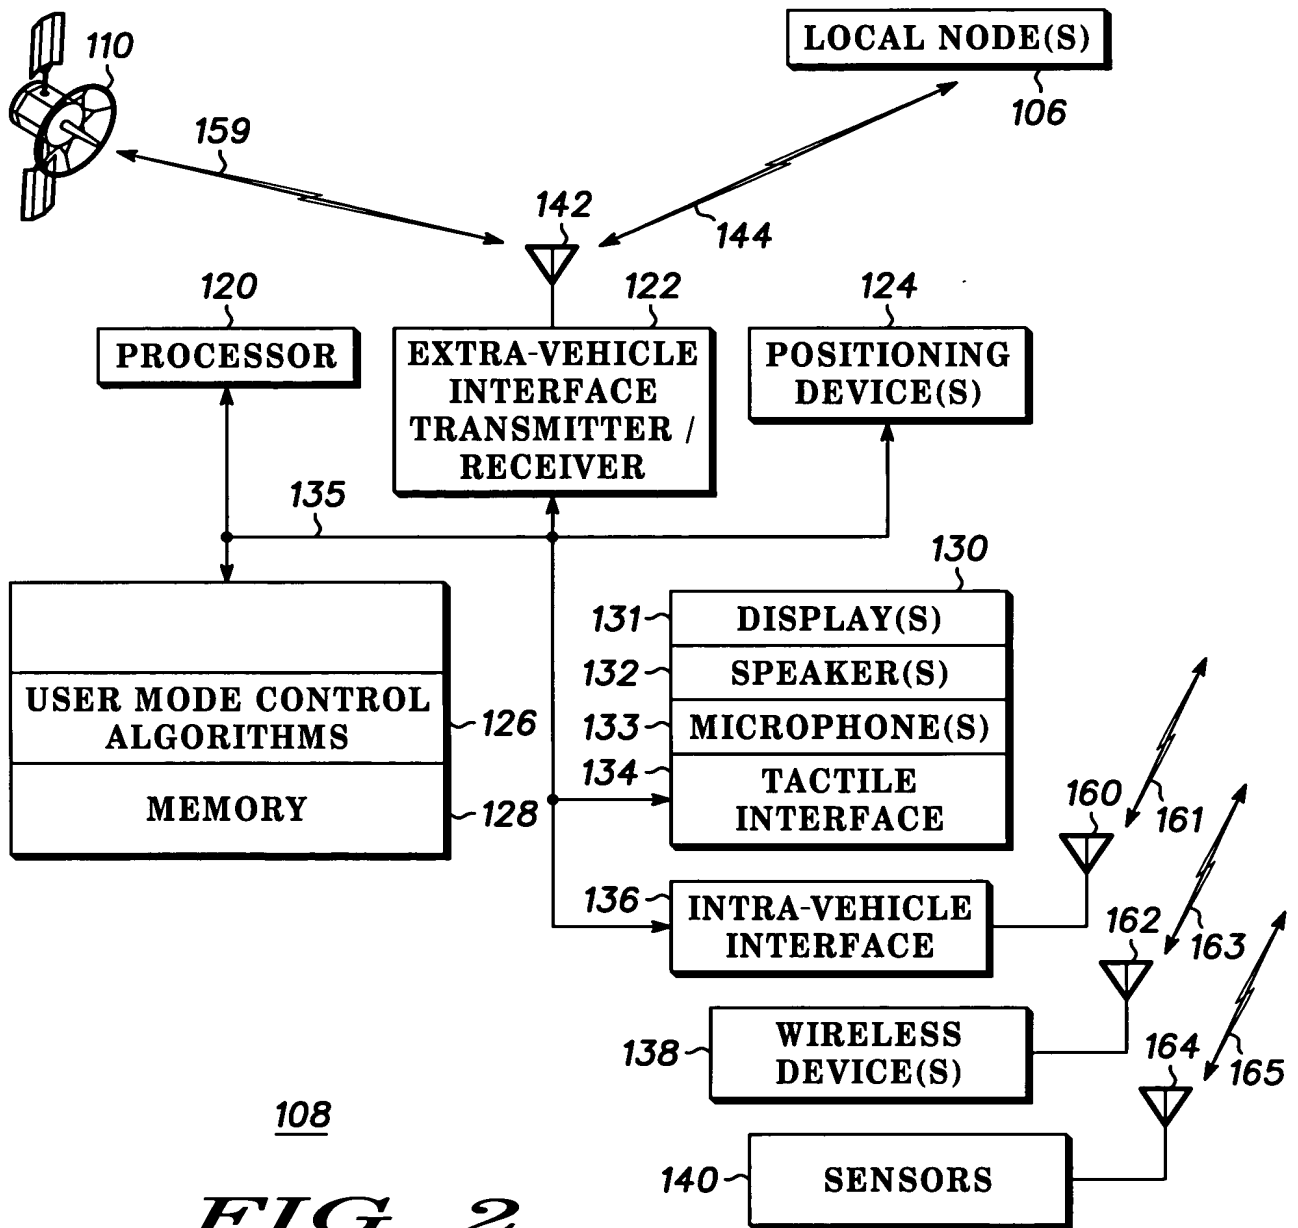 110
LOCAL NODE(S)
106
159
142
144
120
122
124
PROCESSOR
EXTRA-VEHICLE
INTERFACE
TRANSMITTER /
RECEIVER
POSITIONING
DEVICE(S)
135
130
131
DISPLAY(S)
132
SPEAKER(S)
USER MODE CONTROL
ALGORITHMS
126
133
MICROPHONE(S)
134
TACTILE
INTERFACE
MEMORY
128
160
161
136
INTRA-VEHICLE
INTERFACE
162
163
138
WIRELESS
DEVICE(S)
164
165
108
140
SENSORS
FIG. 2